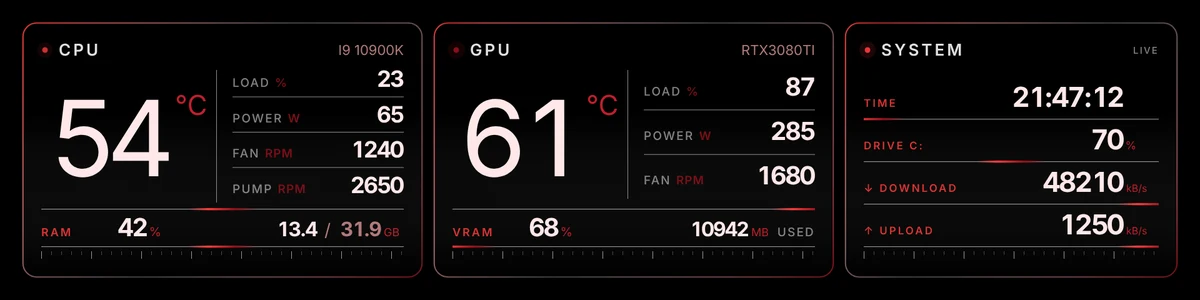 CPU I9 10900K
54 °C
LOAD % 23
POWER W 65
FAN RPM 1240
PUMP RPM 2650
RAM 42 % 13.4 / 31.9 GB
GPU RTX3080TI
61 °C
LOAD % 87
POWER W 285
FAN RPM 1680
VRAM 68 % 10942 MB USED
SYSTEM LIVE
TIME 21:47:12
DRIVE C: 70 %
↓ DOWNLOAD 48210 kB/s
↑ UPLOAD 1250 kB/s